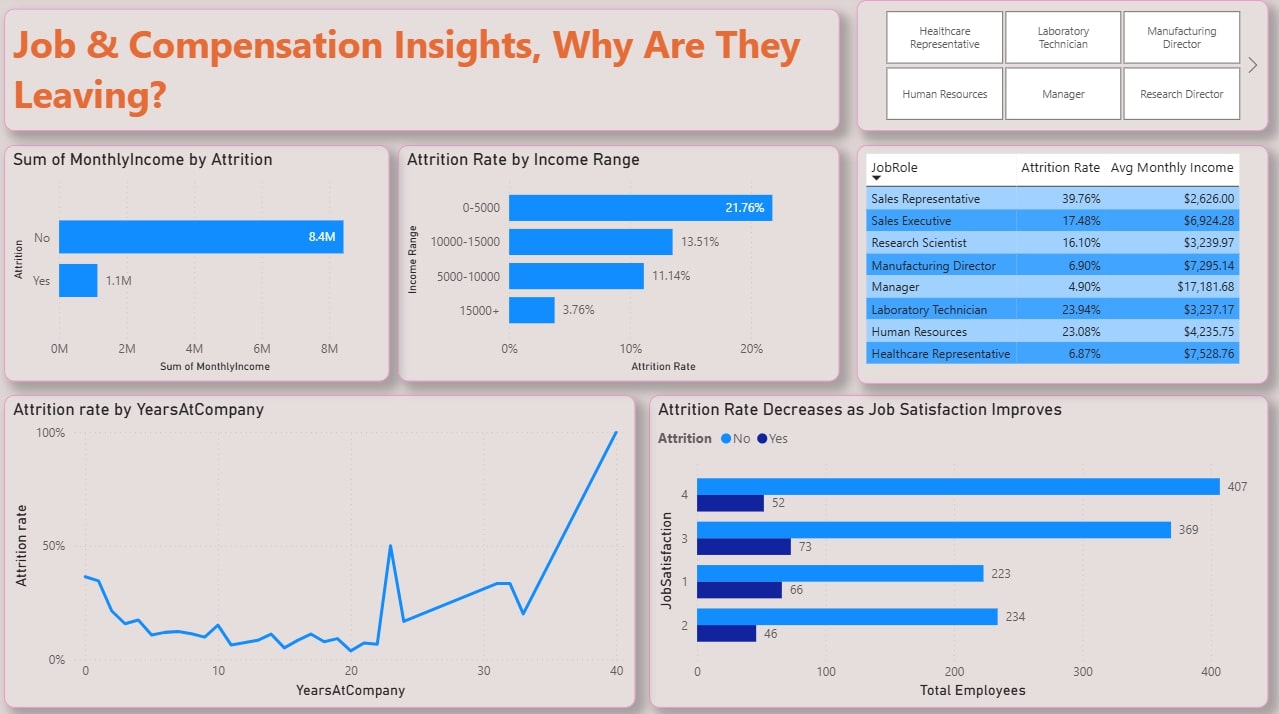 Job & Compensation Insights, Why Are They
Leaving?
Healthcare
Representative
Laboratory
Technician
Manufacturing
Director
Human Resources
Manager
Research Director
Sum of MonthlyIncome by Attrition
Attrition
No
8.4M
Yes
1.1M
0M 2M 4M 6M 8M
Sum of MonthlyIncome
Attrition Rate by Income Range
Income Range
0-5000 21.76%
10000-15000 13.51%
5000-10000 11.14%
15000+ 3.76%
0% 10% 20%
Attrition Rate
JobRole Attrition Rate Avg Monthly Income
Sales Representative 39.76% $2,626.00
Sales Executive 17.48% $6,924.28
Research Scientist 16.10% $3,239.97
Manufacturing Director 6.90% $7,295.14
Manager 4.90% $17,181.68
Laboratory Technician 23.94% $3,237.17
Human Resources 23.08% $4,235.75
Healthcare Representative 6.87% $7,528.76
Attrition rate by YearsAtCompany
Attrition rate
100%
50%
0%
0 10 20 30 40
YearsAtCompany
Attrition Rate Decreases as Job Satisfaction Improves
Attrition No Yes
JobSatisfaction
4 407
52
3 369
73
1 223
66
2 234
46
0 100 200 300 400
Total Employees